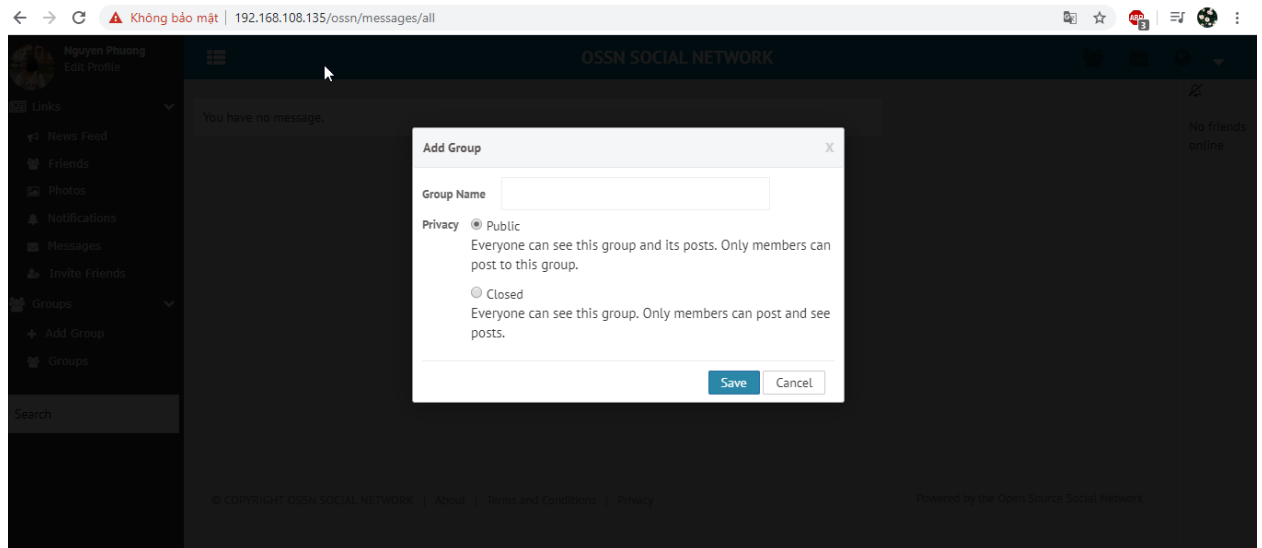 Không bảo mật | 192.168.108.135/ossn/messages/all
ABP
3
Nguyen Phuong
Edit Profile
OSSN SOCIAL NETWORK
Links
News Feed
Friends
Photos
Notifications
Messages
Invite Friends
Groups
Add Group
Groups
Search
You have no message.
No friends
online
Add Group
X
Group Name
Privacy
Public
Everyone can see this group and its posts. Only members can
post to this group.
Closed
Everyone can see this group. Only members can post and see
posts.
Save
Cancel
© COPYRIGHT OSSN SOCIAL NETWORK | About | Terms and Conditions | Privacy
Powered by the Open Source Social Network